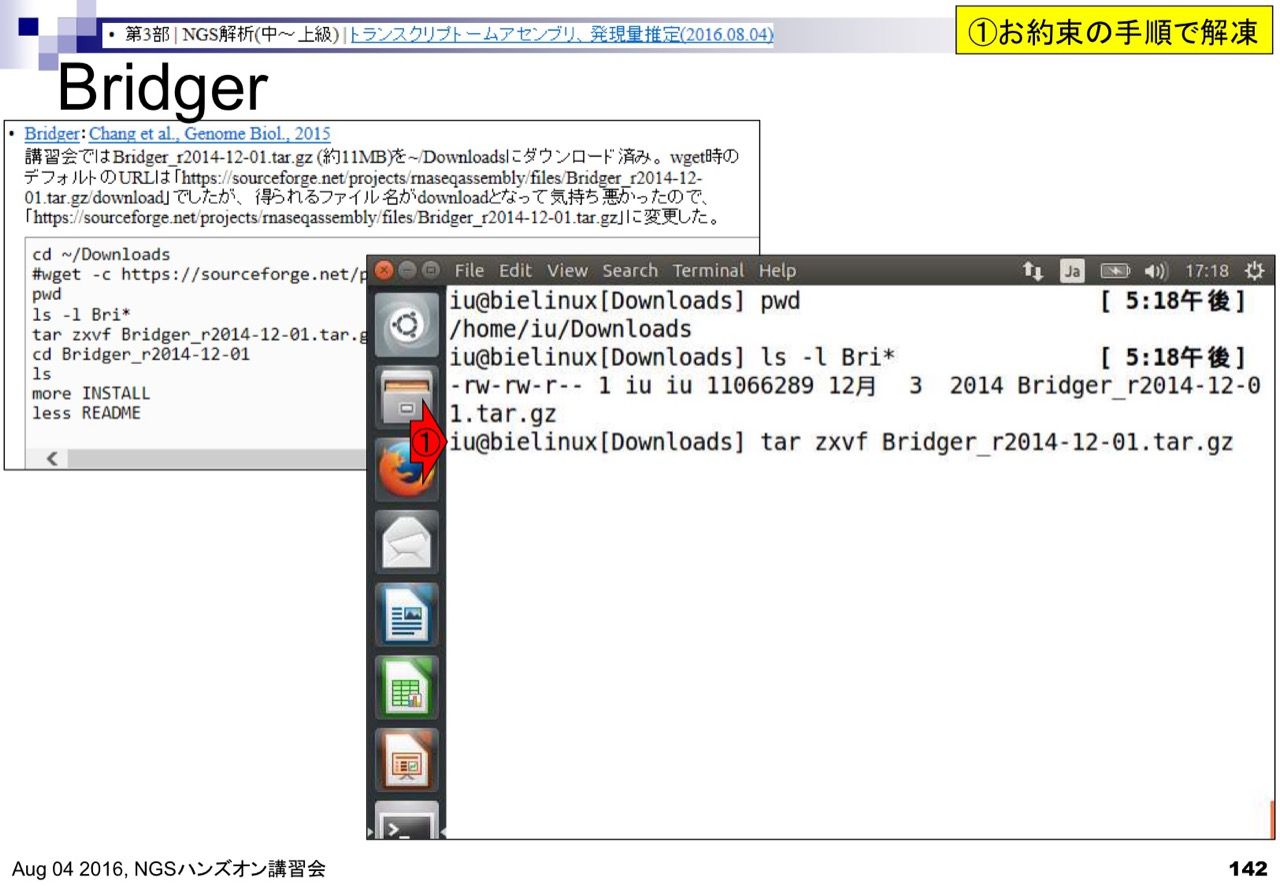 • 第3部 | NGS解析(中～上級) | トランスクリプトームアセンブリ、発現量推定(2016.08.04)
①お約束の手順で解凍
Bridger
• Bridger: Chang et al., Genome Biol., 2015
講習会ではBridger_r2014-12-01.tar.gz (約11MB)を~/Downloadsにダウンロード済み。wget時の
デフォルトのURLは「https://sourceforge.net/projects/rnaseqassembly/files/Bridger_r2014-12-
01.tar.gz/download」でしたが、得られるファイル名がdownloadとなって気持ち悪かったので、
「https://sourceforge.net/projects/rnaseqassembly/files/Bridger_r2014-12-01.tar.gz」に変更した。
cd ~/Downloads
#wget -c https://sourceforge.net/p
pwd
ls -l Bri*
tar zxvf Bridger_r2014-12-01.tar.g
cd Bridger_r2014-12-01
ls
more INSTALL
less README
File Edit View Search Terminal Help
Ja
17:18
iu@bielinux[Downloads] pwd [ 5:18午後]
/home/iu/Downloads
iu@bielinux[Downloads] ls -l Bri* [ 5:18午後]
-rw-rw-r-- 1 iu iu 11066289 12月 3 2014 Bridger_r2014-12-0
1.tar.gz
①
iu@bielinux[Downloads] tar zxvf Bridger_r2014-12-01.tar.gz
Aug 04 2016, NGSハンズオン講習会
142